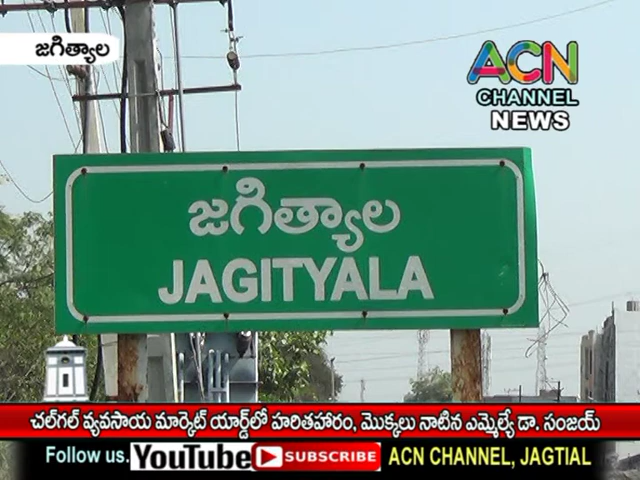 జగిత్యాల
ACN
CHANNEL
NEWS
జగిత్యాల
JAGITYALA
చల్‌గల్ వ్యవసాయ మార్కెట్ యార్డ్‌లో హరితహారం, మొక్కలు నాటిన ఎమ్మెల్యే డా. సంజయ్
Follow us. YouTube SUBSCRIBE ACN CHANNEL, JAGTIAL